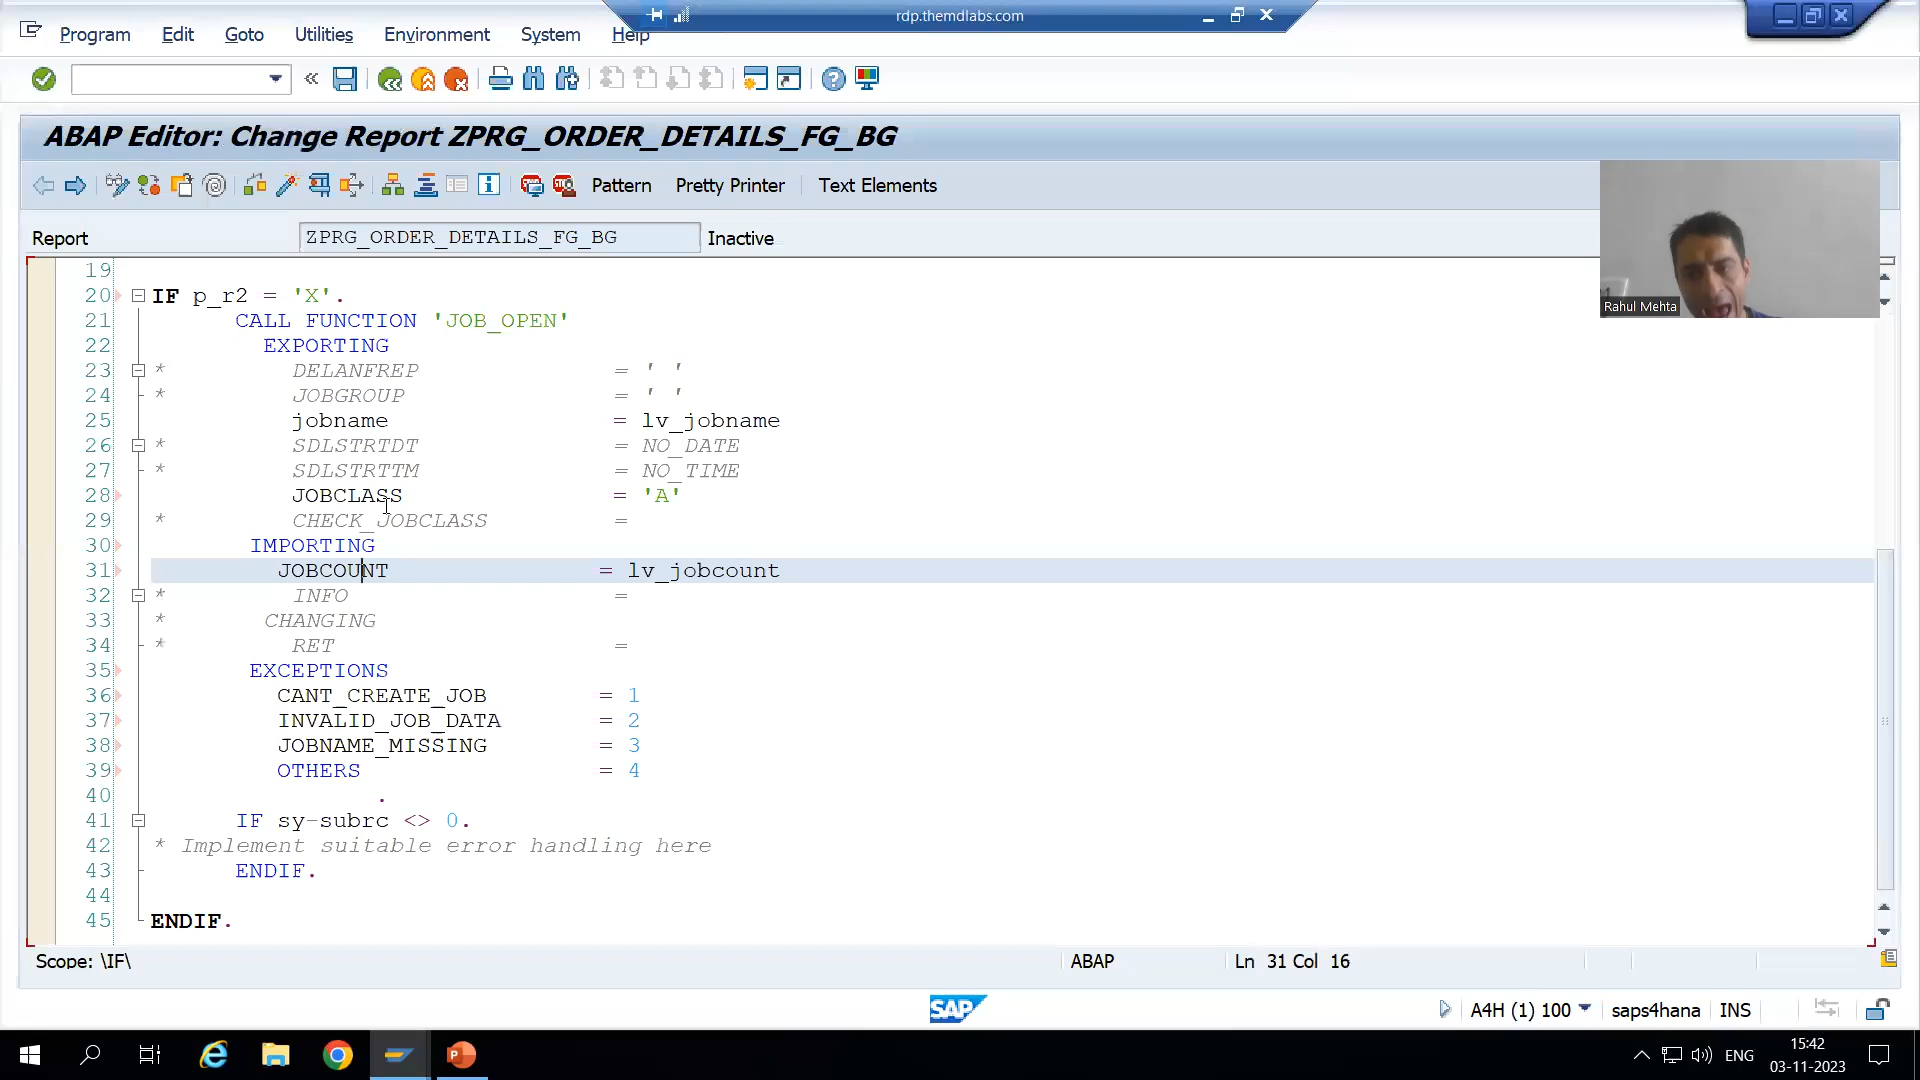 rdp.themdlabs.com
Program Edit Goto Utilities Environment System Help
ABAP Editor: Change Report ZPRG_ORDER_DETAILS_FG_BG
Pattern Pretty Printer Text Elements
Report ZPRG_ORDER_DETAILS_FG_BG Inactive
Rahul Mehta
19
20 IF p_r2 = 'X'.
21 CALL FUNCTION 'JOB_OPEN'
22 EXPORTING
23 * DELANFREP = ' '
24 * JOBGROUP = ' '
25 jobname = lv_jobname
26 * SDLSTRTDT = NO_DATE
27 * SDLSTRTTM = NO_TIME
28 JOBCLASS = 'A'
29 * CHECK_JOBCLASS =
30 IMPORTING
31 JOBCOUNT = lv_jobcount
32 * INFO =
33 * CHANGING
34 * RET =
35 EXCEPTIONS
36 CANT_CREATE_JOB = 1
37 INVALID_JOB_DATA = 2
38 JOBNAME_MISSING = 3
39 OTHERS = 4
40 .
41 IF sy-subrc <> 0.
42 * Implement suitable error handling here
43 ENDIF.
44
45 ENDIF.
Scope: \IF\ ABAP Ln 31 Col 16
SAP A4H (1) 100 saps4hana INS
ENG 15:42
03-11-2023